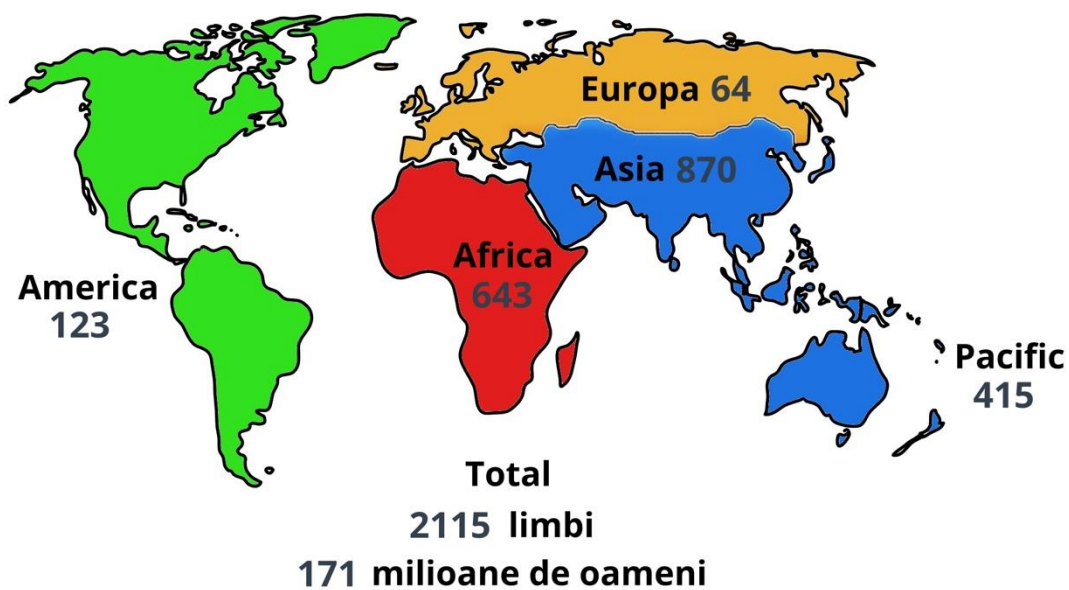 Europa 64
Asia 870
Africa
643
America
123
Pacific
415
Total
2115 limbi
171 milioane de oameni